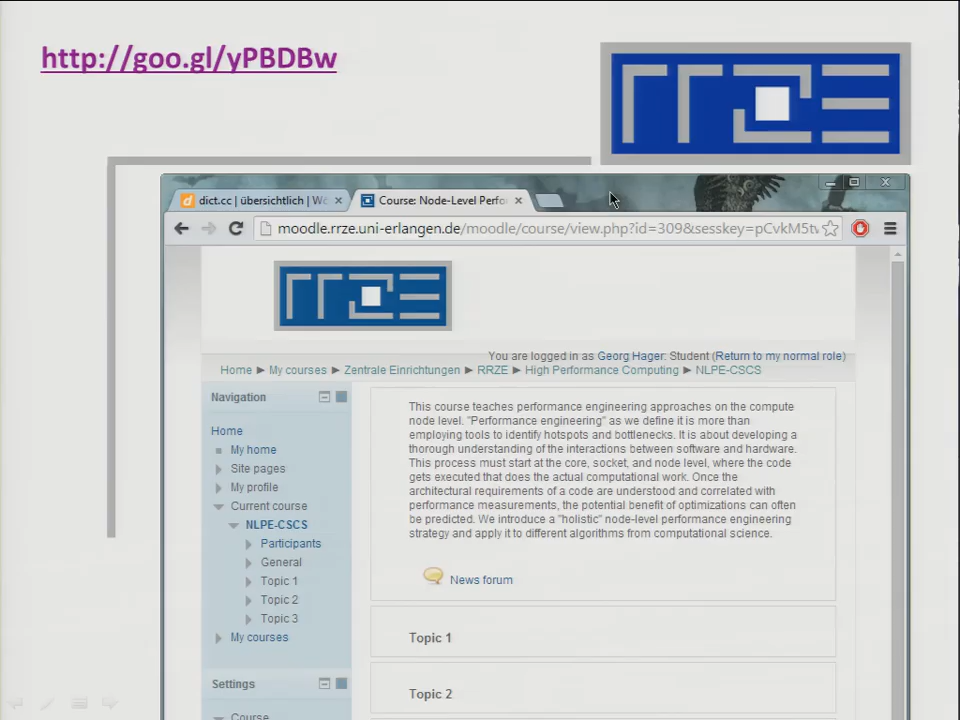 http://goo.gl/yPBDBw
rrze
dict.cc | übersichtlich | Wö
Course: Node-Level Perfo
moodle.rrze.uni-erlangen.de/moodle/course/view.php?id=309&sesskey=pCvkM5tv
rrze
You are logged in as Georg Hager: Student (Return to my normal role)
Home ► My courses ► Zentrale Einrichtungen ► RRZE ► High Performance Computing ► NLPE-CSCS
Navigation
Home
My home
Site pages
My profile
Current course
NLPE-CSCS
Participants
General
Topic 1
Topic 2
Topic 3
My courses
Settings
Course
This course teaches performance engineering approaches on the compute
node level. "Performance engineering" as we define it is more than
employing tools to identify hotspots and bottlenecks. It is about developing a
thorough understanding of the interactions between software and hardware.
This process must start at the core, socket, and node level, where the code
gets executed that does the actual computational work. Once the
architectural requirements of a code are understood and correlated with
performance measurements, the potential benefit of optimizations can often
be predicted. We introduce a "holistic" node-level performance engineering
strategy and apply it to different algorithms from computational science.
News forum
Topic 1
Topic 2